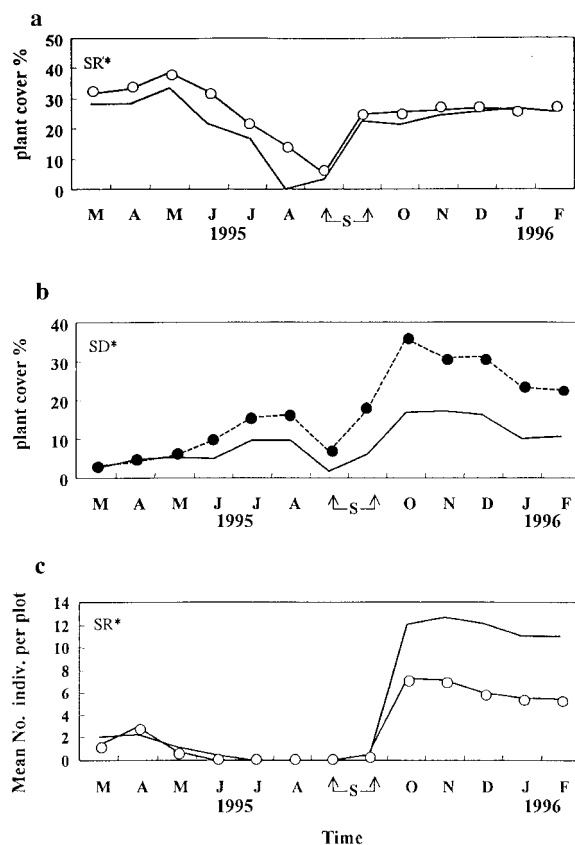 a
50
40
30
20
10
0
plant cover %
SR*
M A M J J A S O N D J F
1995 1996
b
40
30
20
10
0
plant cover %
SD*
M A M J J A S O N D J F
1995 1996
c
14
12
10
8
6
4
2
0
Mean No. indiv. per plot
SR*
M A M J J A S O N D J F
1995 1996
Time